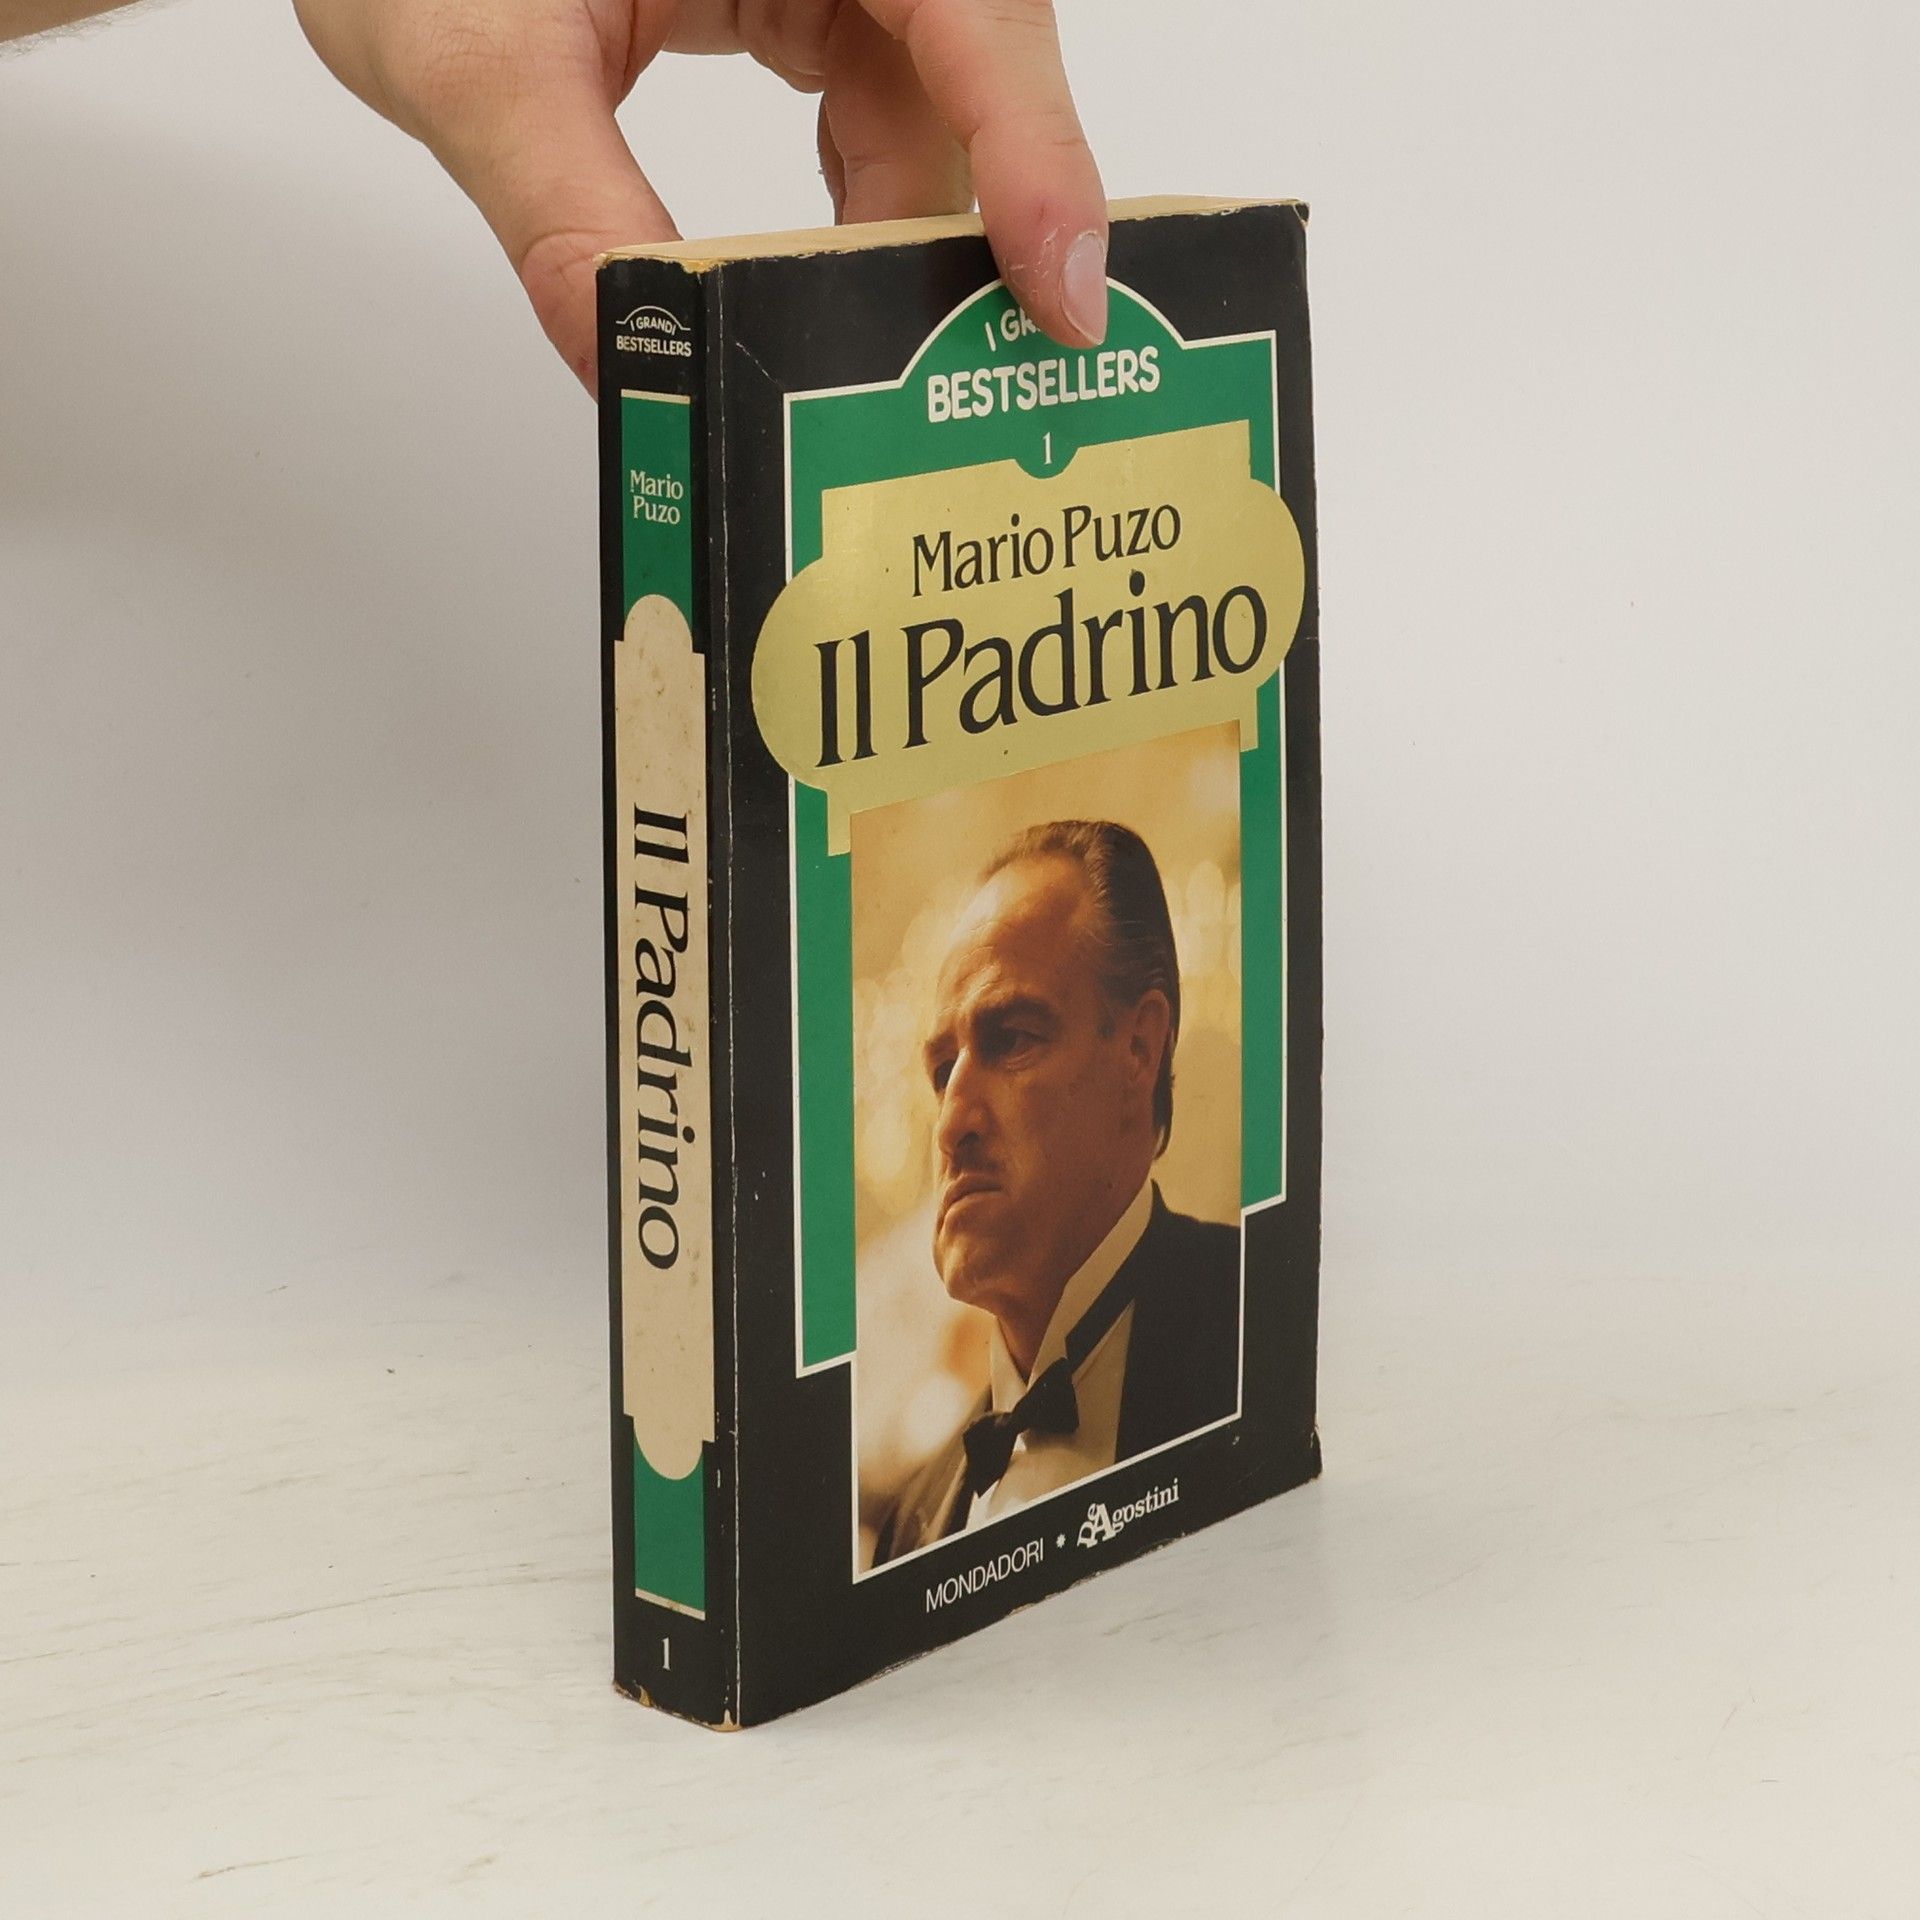 I GRANDI
BESTSELLERS
Mario
Puzo
Il Padrino
1
I
BESTSELLERS
1
Mario Puzo
Il Padrino
MONDADORI * DeAgostini